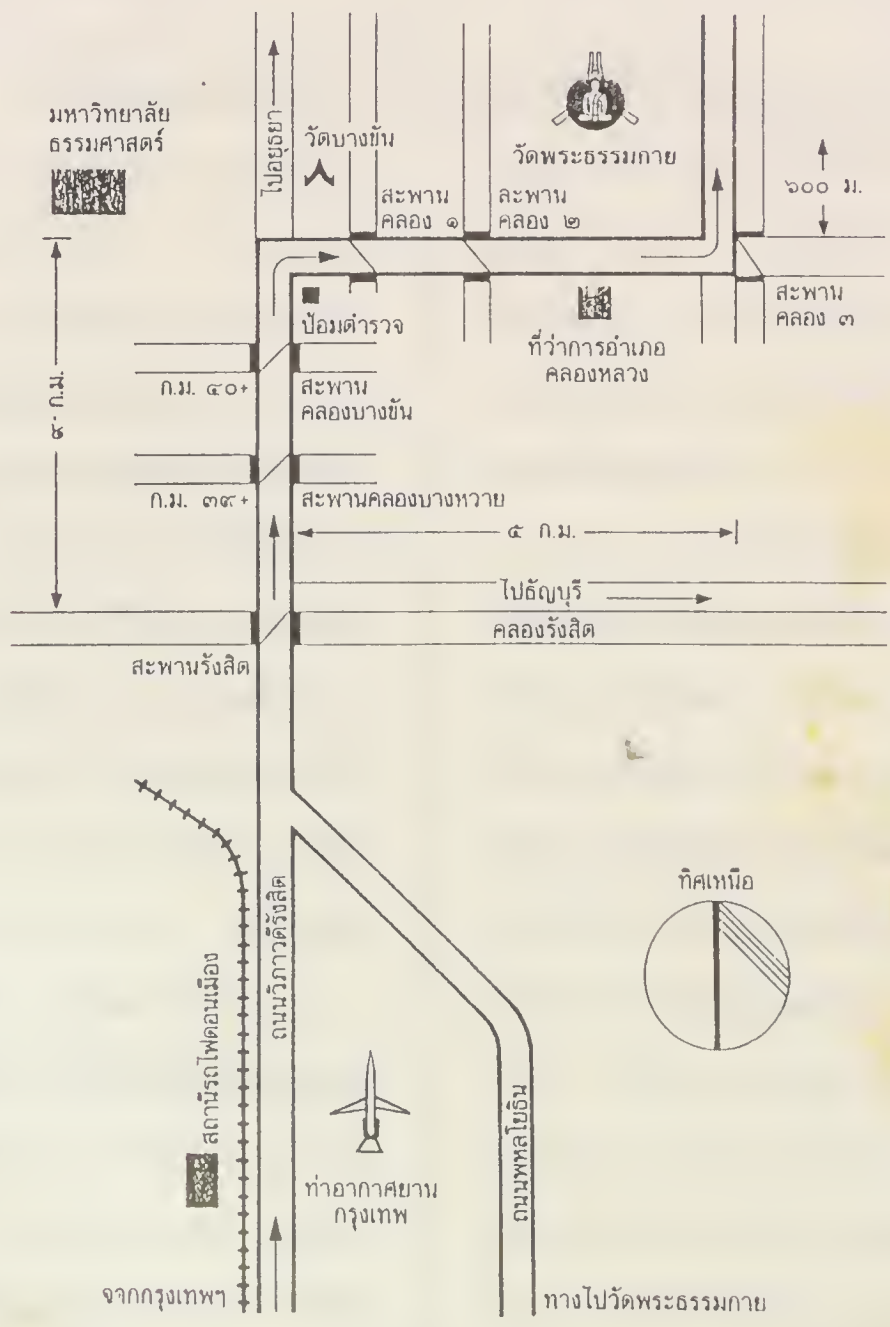 มหาวิทยาลัย
ธรรมศาสตร์
ไปอยุธยา
วัดบางขัน
วัดพระธรรมกาย
๖๐๐ ม.
สะพาน
คลอง ๑
สะพาน
คลอง ๒
สะพาน
คลอง ๓
ป้อมตำรวจ
ที่ว่าการอำเภอ
คลองหลวง
ก.ม. ๔๐+
สะพาน
คลองบางขัน
ก.ม.
ก.ม. ๓๙+
สะพานคลองบางหวาย
๕ ก.ม.
ไปธัญบุรี
คลองรังสิต
สะพานรังสิต
ทิศเหนือ
ถนนวิภาวดีรังสิต
สถานีรถไฟดอนเมือง
ถนนพหลโยธิน
ท่าอากาศยาน
กรุงเทพ
จากกรุงเทพฯ
ทางไปวัดพระธรรมกาย